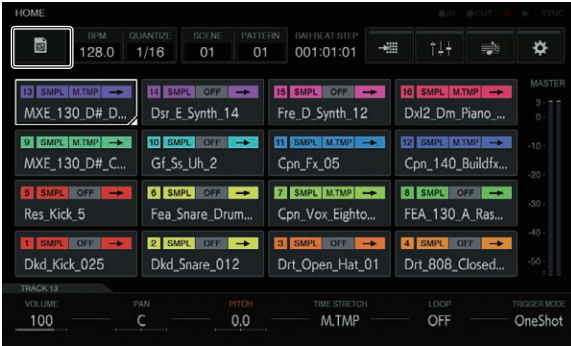 HOME IN OUT SYNC
BPM QUANTIZE SCENE PATTERN BAR:BEAT:STEP
128.0 1/16 01 01 001:01:01
MASTER
13 SMPL M.TMP 14 SMPL OFF 15 SMPL OFF 16 SMPL M.TMP
MXE_130_D#_D... Dsr_E_Synth_14 Fre_D_Synth_12 Dxl2_Dm_Piano_...
9 SMPL M.TMP 10 SMPL OFF 11 SMPL M.TMP 12 SMPL M.TMP
MXE_130_D#_C... Gf_Ss_Uh_2 Cpn_Fx_05 Cpn_140_Buildfx...
5 SMPL OFF 6 SMPL OFF 7 SMPL M.TMP 8 SMPL OFF
Res_Kick_5 Fea_Snare_Drum... Cpn_Vox_Eighto... FEA_130_A_Ras...
1 SMPL OFF 2 SMPL OFF 3 SMPL OFF 4 SMPL OFF
Dkd_Kick_025 Dkd_Snare_012 Drt_Open_Hat_01 Drt_808_Closed...
3
0
-10
-20
-30
-40
-50
TRACK 13
VOLUME PAN PITCH TIME STRETCH LOOP TRIGGER MODE
100 C 0.0 M.TMP OFF OneShot